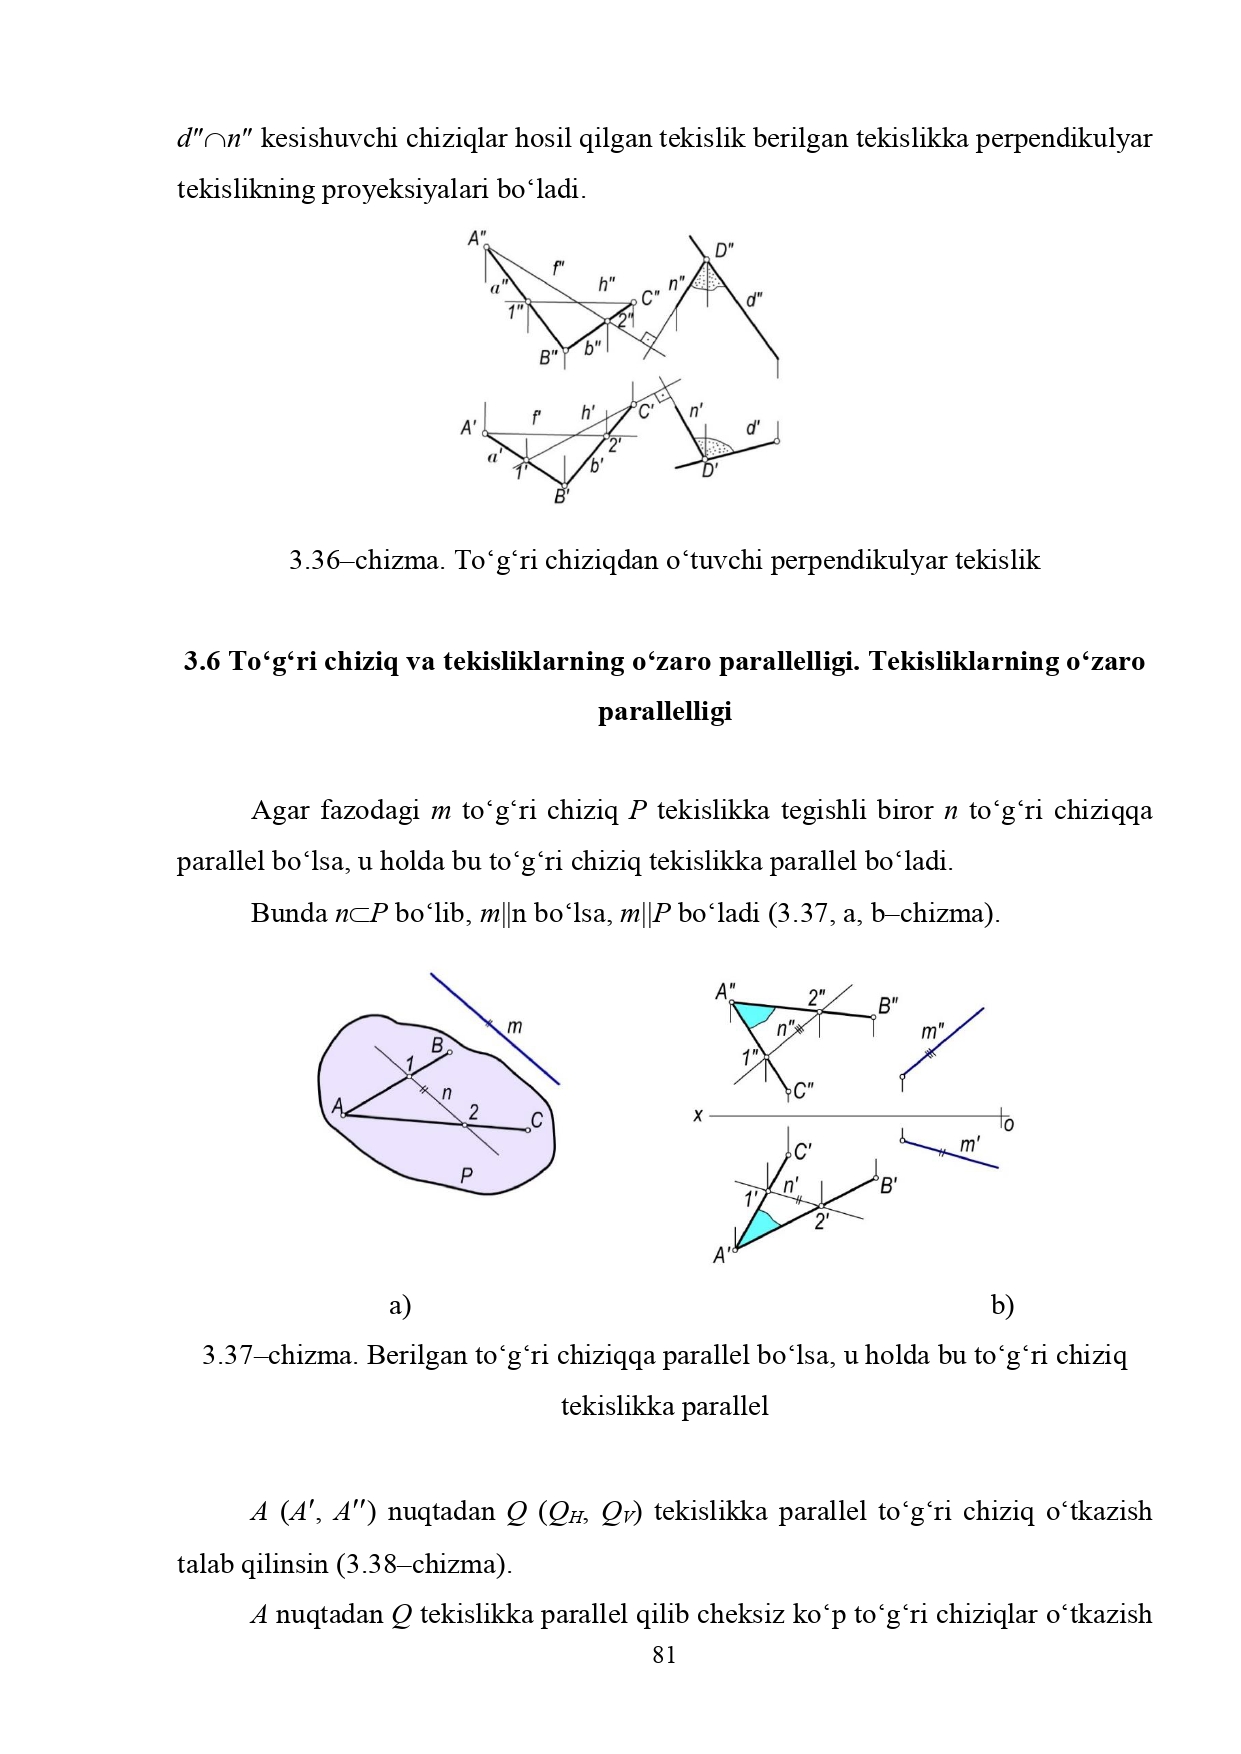 d″∩n″ kesishuvchi chiziqlar hosil qilgan tekislik berilgan tekislikka perpendikulyar
tekislikning proyeksiyalari bo‘ladi.
A"
f"
h"
a"
1"
C"
2"
B"
b"
n"
D"
d"
A'
f'
h'
C'
a'
1'
2'
b'
B'
n'
d'
D'
3.36–chizma. To‘g‘ri chiziqdan o‘tuvchi perpendikulyar tekislik
3.6 To‘g‘ri chiziq va tekisliklarning o‘zaro parallelligi. Tekisliklarning o‘zaro
parallelligi
Agar fazodagi m to‘g‘ri chiziq P tekislikka tegishli biror n to‘g‘ri chiziqqa
parallel bo‘lsa, u holda bu to‘g‘ri chiziq tekislikka parallel bo‘ladi.
Bunda n⊂P bo‘lib, m||n bo‘lsa, m||P bo‘ladi (3.37, a, b–chizma).
m
B
1
n
A
2
C
P
A"
2"
B"
n"
m"
1"
C"
x
o
C'
m'
1'
n'
B'
2'
A'
a)
b)
3.37–chizma. Berilgan to‘g‘ri chiziqqa parallel bo‘lsa, u holda bu to‘g‘ri chiziq
tekislikka parallel
A (A′, A′′) nuqtadan Q (QH, QV) tekislikka parallel to‘g‘ri chiziq o‘tkazish
talab qilinsin (3.38–chizma).
A nuqtadan Q tekislikka parallel qilib cheksiz ko‘p to‘g‘ri chiziqlar o‘tkazish
81